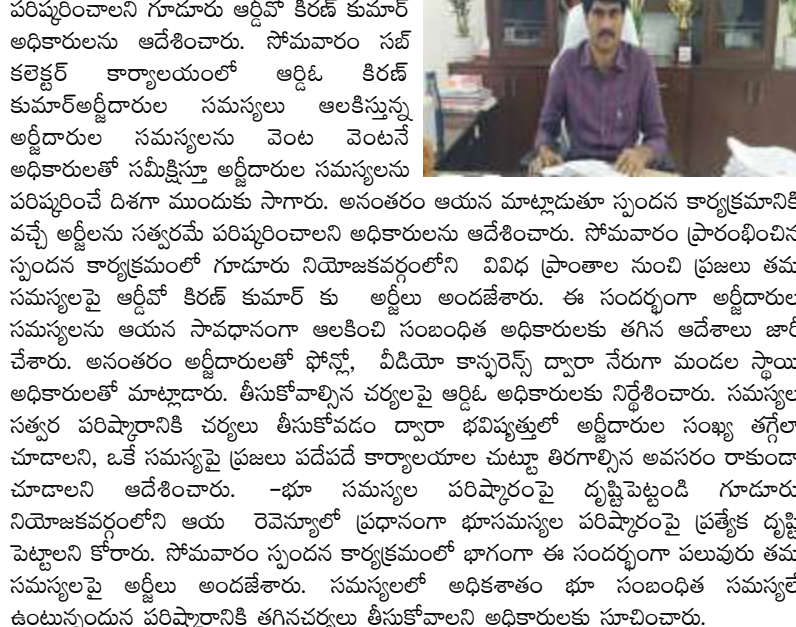 పరిష్కరించాలని గూడూరు ఆర్డీవో కిరణ్ కుమార్
అధికారులను ఆదేశించారు. సోమవారం సబ్
కలెక్టర్ కార్యాలయంలో ఆర్డిఓ కిరణ్
కుమార్అర్జీదారుల సమస్యలు ఆలకిస్తున్న
అర్జీదారుల సమస్యలను వెంట వెంటనే
అధికారులతో సమీక్షిస్తూ అర్జీదారుల సమస్యలను
పరిష్కరించే దిశగా ముందుకు సాగారు. అనంతరం ఆయన మాట్లాడుతూ స్పందన కార్యక్రమానికి
వచ్చే అర్జీలను సత్వరమే పరిష్కరించాలని అధికారులను ఆదేశించారు. సోమవారం ప్రారంభించిన
స్పందన కార్యక్రమంలో గూడూరు నియోజకవర్గంలోని వివిధ ప్రాంతాల నుంచి ప్రజలు తమ
సమస్యలపై ఆర్డీవో కిరణ్ కుమార్ కు అర్జీలు అందజేశారు. ఈ సందర్భంగా అర్జీదారుల
సమస్యలను ఆయన సావధానంగా ఆలకించి సంబంధిత అధికారులకు తగిన ఆదేశాలు జారీ
చేశారు. అనంతరం అర్జీదారులతో ఫోన్లో, వీడియో కాన్ఫరెన్స్ ద్వారా నేరుగా మండల స్థాయి
అధికారులతో మాట్లాడారు. తీసుకోవాల్సిన చర్యలపై ఆర్డిఓ అధికారులకు నిర్దేశించారు. సమస్యల
సత్వర పరిష్కారానికి చర్యలు తీసుకోవడం ద్వారా భవిష్యత్తులో అర్జీదారుల సంఖ్య తగ్గేలా
చూడాలని, ఒకే సమస్యపై ప్రజలు పదేపదే కార్యాలయాల చుట్టూ తిరగాల్సిన అవసరం రాకుండా
చూడాలని ఆదేశించారు. -భూ సమస్యల పరిష్కారంపై దృష్టిపెట్టండి గూడూరు
నియోజకవర్గంలోని ఆయ రెవెన్యూలో ప్రధానంగా భూసమస్యల పరిష్కారంపై ప్రత్యేక దృష్టి
పెట్టాలని కోరారు. సోమవారం స్పందన కార్యక్రమంలో భాగంగా ఈ సందర్భంగా పలువురు తమ
సమస్యలపై అర్జీలు అందజేశారు. సమస్యలలో అధికశాతం భూ సంబంధిత సమస్యలే
ఉంటున్నందున పరిష్కారానికి తగినచర్యలు తీసుకోవాలని అధికారులకు సూచించారు.